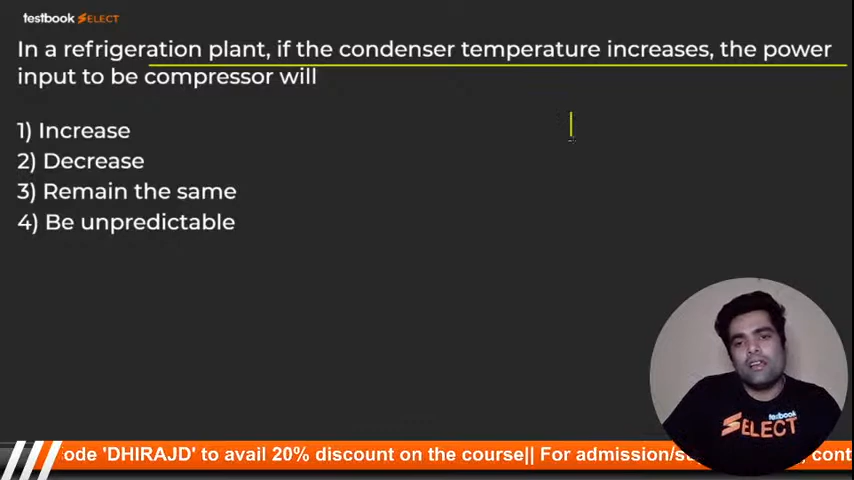 testbook SELECT
In a refrigeration plant, if the condenser temperature increases, the power
input to be compressor will
1) Increase
2) Decrease
3) Remain the same
4) Be unpredictable
testbook
SELECT
ode 'DHIRAJD' to avail 20% discount on the course|| For admission/